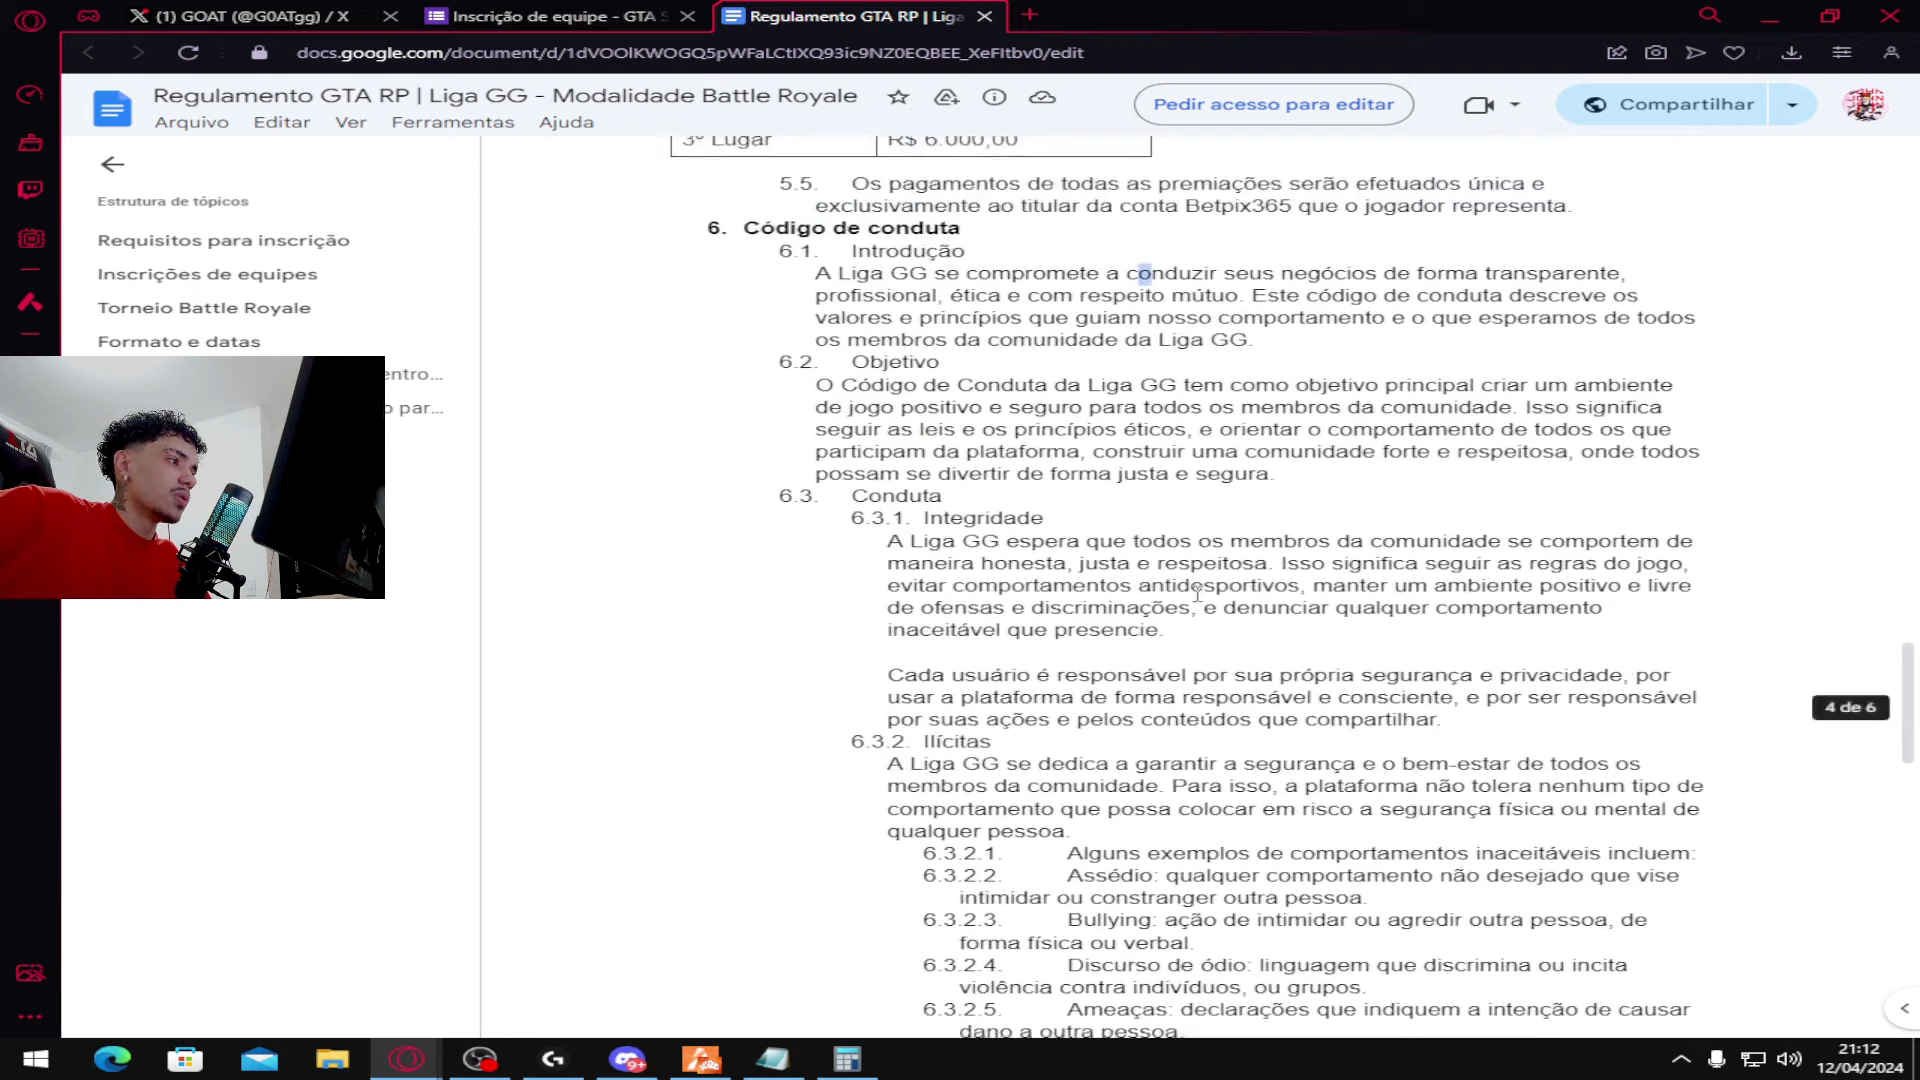 (1) GOAT (@G0ATgg) / X
Inscrição de equipe - GTA S
Regulamento GTA RP | Liga
docs.google.com/document/d/1dVOOlKWOGQ5pWFaLCtIXQ93ic9NZ0EQBEE_XeFItbv0/edit
Regulamento GTA RP | Liga GG - Modalidade Battle Royale
Pedir acesso para editar
Compartilhar
Arquivo Editar Ver Ferramentas Ajuda
3º Lugar R$ 6.000,00
Estrutura de tópicos
Requisitos para inscrição
Inscrições de equipes
Torneio Battle Royale
Formato e datas
entro...
o par...
5.5. Os pagamentos de todas as premiações serão efetuados única e
exclusivamente ao titular da conta Betpix365 que o jogador representa.
6. Código de conduta
6.1. Introdução
A Liga GG se compromete a conduzir seus negócios de forma transparente,
profissional, ética e com respeito mútuo. Este código de conduta descreve os
valores e princípios que guiam nosso comportamento e o que esperamos de todos
os membros da comunidade da Liga GG.
6.2. Objetivo
O Código de Conduta da Liga GG tem como objetivo principal criar um ambiente
de jogo positivo e seguro para todos os membros da comunidade. Isso significa
seguir as leis e os princípios éticos, e orientar o comportamento de todos os que
participam da plataforma, construir uma comunidade forte e respeitosa, onde todos
possam se divertir de forma justa e segura.
6.3. Conduta
6.3.1. Integridade
A Liga GG espera que todos os membros da comunidade se comportem de
maneira honesta, justa e respeitosa. Isso significa seguir as regras do jogo,
evitar comportamentos antidesportivos, manter um ambiente positivo e livre
de ofensas e discriminações, e denunciar qualquer comportamento
inaceitável que presencie.
Cada usuário é responsável por sua própria segurança e privacidade, por
usar a plataforma de forma responsável e consciente, e por ser responsável
por suas ações e pelos conteúdos que compartilhar.
6.3.2. Ilícitas
A Liga GG se dedica a garantir a segurança e o bem-estar de todos os
membros da comunidade. Para isso, a plataforma não tolera nenhum tipo de
comportamento que possa colocar em risco a segurança física ou mental de
qualquer pessoa.
6.3.2.1. Alguns exemplos de comportamentos inaceitáveis incluem:
6.3.2.2. Assédio: qualquer comportamento não desejado que vise
intimidar ou constranger outra pessoa.
6.3.2.3. Bullying: ação de intimidar ou agredir outra pessoa, de
forma física ou verbal.
6.3.2.4. Discurso de ódio: linguagem que discrimina ou incita
violência contra indivíduos, ou grupos.
6.3.2.5. Ameaças: declarações que indiquem a intenção de causar
dano a outra pessoa.
4 de 6
9+
21:12
12/04/2024